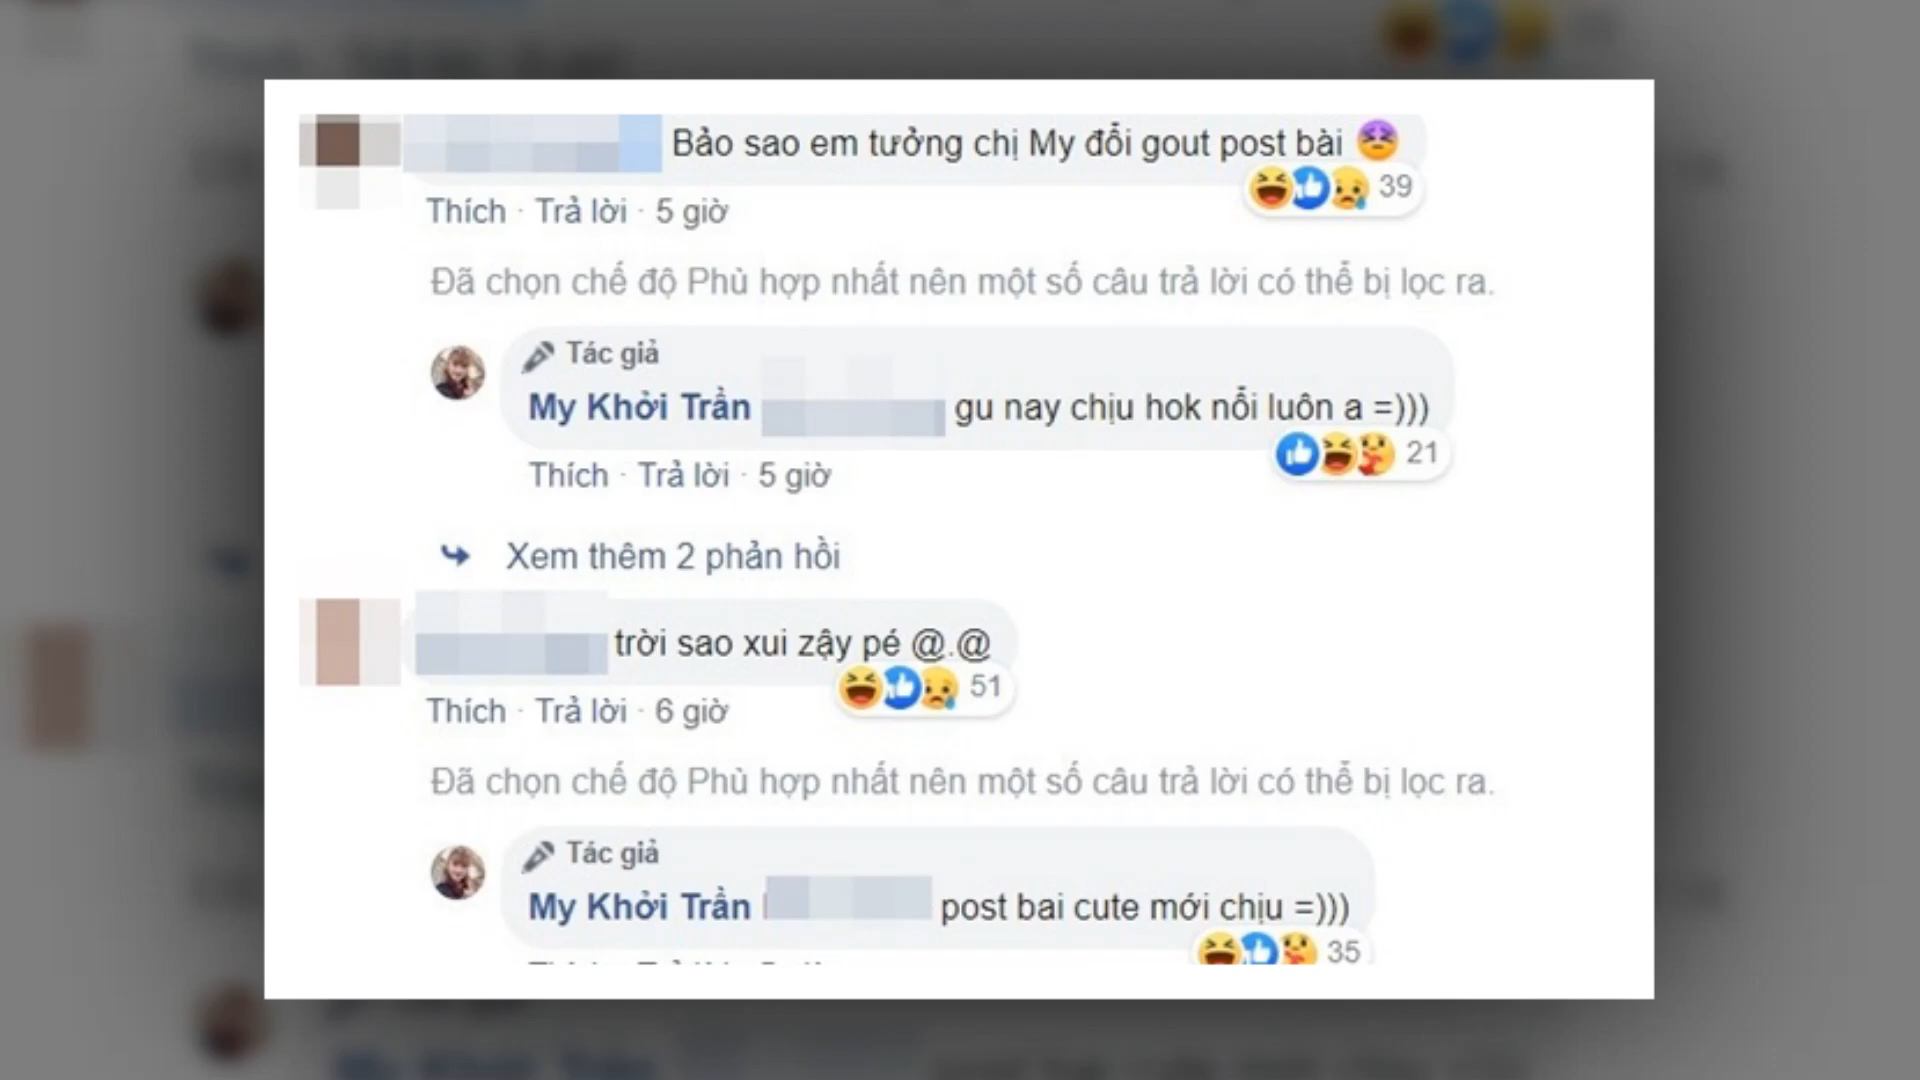 Bảo sao em tưởng chị My đổi gout post bài
39
Thích · Trả lời · 5 giờ
Đã chọn chế độ Phù hợp nhất nên một số câu trả lời có thể bị lọc ra.
Tác giả
My Khởi Trần gu nay chịu hok nỗi luôn a =)))
21
Thích · Trả lời · 5 giờ
Xem thêm 2 phản hồi
trời sao xui zậy pé @.@
51
Thích · Trả lời · 6 giờ
Đã chọn chế độ Phù hợp nhất nên một số câu trả lời có thể bị lọc ra.
Tác giả
My Khởi Trần post bai cute mới chịu =)))
35